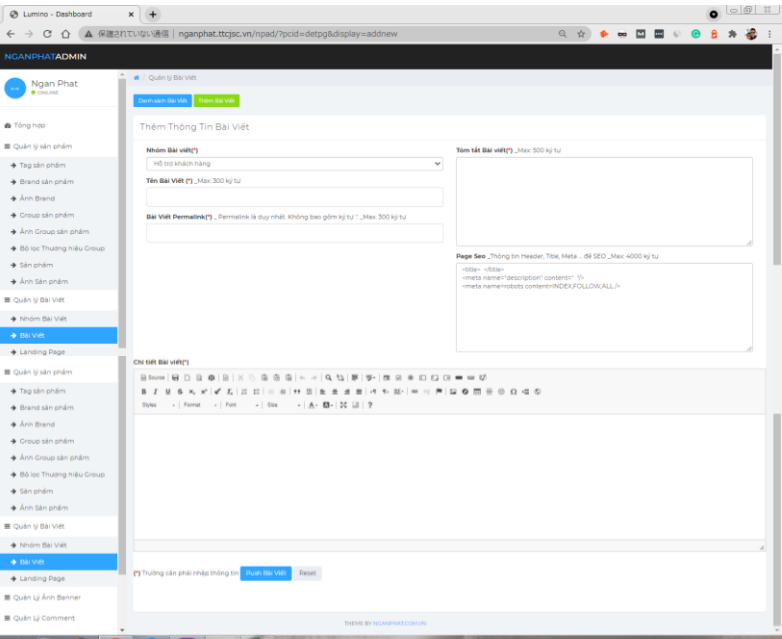 Lumino - Dashboard
保護されていない通信 | nganphat.ttcjsc.vn/npad/?pcid=detpg&display=addnew
NGANPHATADMIN
Ngan Phat
ONLINE
Tổng hợp
Quản lý sản phẩm
Tag sản phẩm
Brand sản phẩm
Ảnh Brand
Group sản phẩm
Ảnh Group sản phẩm
Bộ lọc Thương hiệu Group
Sản phẩm
Ảnh Sản phẩm
Quản lý Bài Viết
Nhóm Bài Viết
Bài Viết
Landing Page
Quản lý sản phẩm
Tag sản phẩm
Brand sản phẩm
Ảnh Brand
Group sản phẩm
Ảnh Group sản phẩm
Bộ lọc Thương hiệu Group
Sản phẩm
Ảnh Sản phẩm
Quản lý Bài Viết
Nhóm Bài Viết
Bài Viết
Landing Page
Quản Lý Ảnh Banner
Quản Lý Comment
/ Quản lý Bài Viết
Danh sách Bài Viết Thêm Bài Viết
Thêm Thông Tin Bài Viết
Nhóm Bài viết(*)
Hỗ trợ khách hàng
Tên Bài Viết (*) _Max: 300 ký tự
Bài Viết Permalink(*) _ Permalink là duy nhất. Không bao gồm ký tự '.' _Max: 300 ký tự
Tóm tắt Bài viết(*) _Max: 500 ký tự
Page Seo _Thông tin Header, Title, Meta ... để SEO _Max: 4000 ký tự
<title> </title>
<meta name="description" content=" "/>
<meta name=robots content=INDEX,FOLLOW,ALL />
Chi tiết Bài viết(*)
Source
Styles Format Font Size
(*) Trường cần phải nhập thông tin Push Bài Viết Reset
THEME BY NGANPHAT.COM.VN